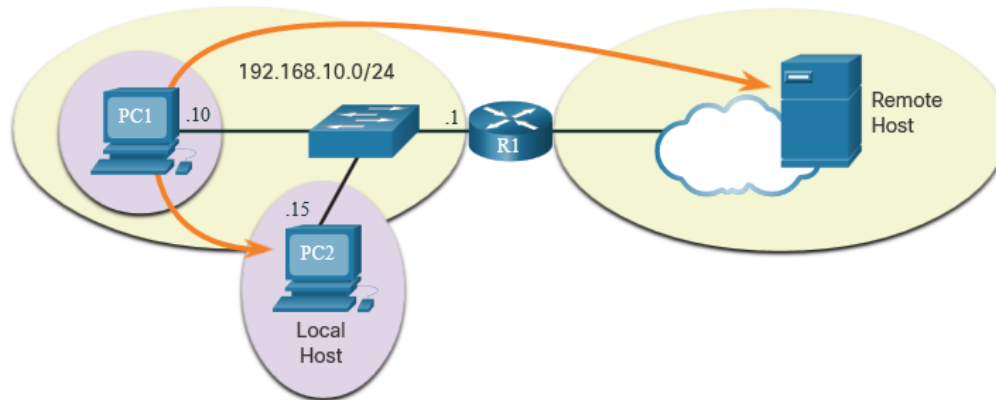 192.168.10.0/24
PC1
.10
.1
R1
Remote
Host
.15
PC2
Local
Host